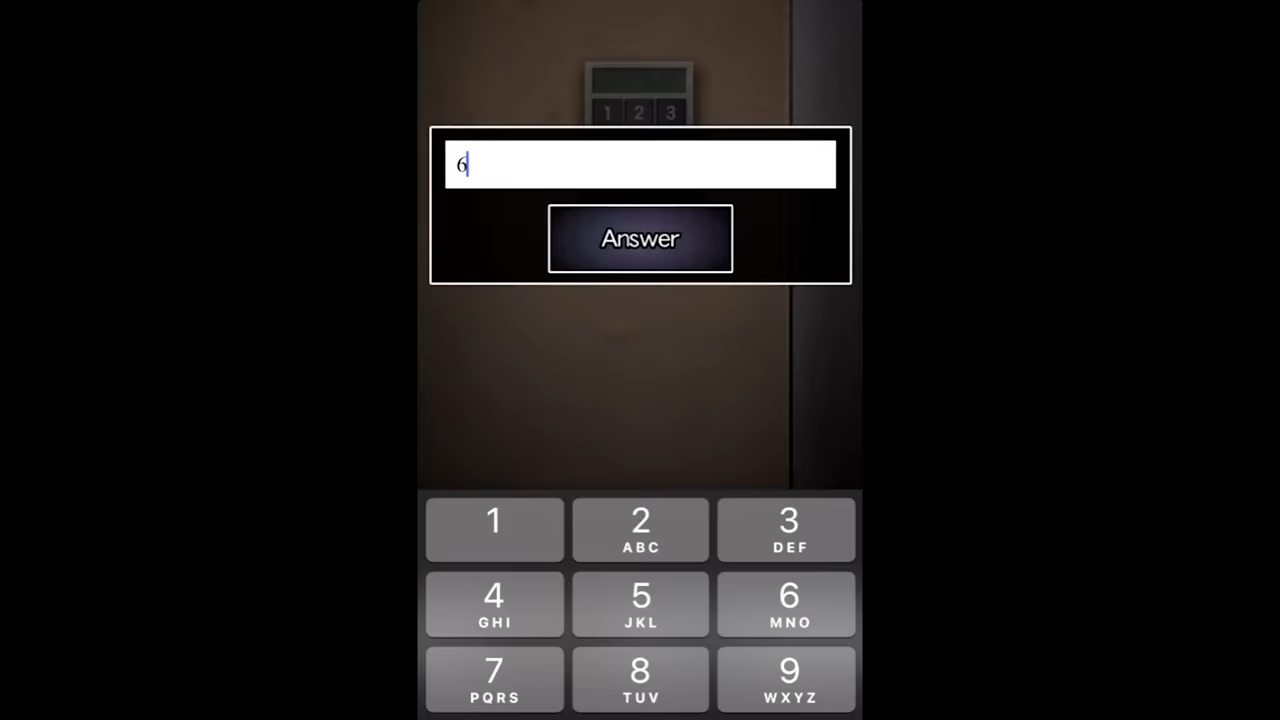 1 2 3
6
Answer
1 2 3
ABC DEF
4 5 6
GHI JKL MNO
7 8 9
PQRS TUV WXYZ